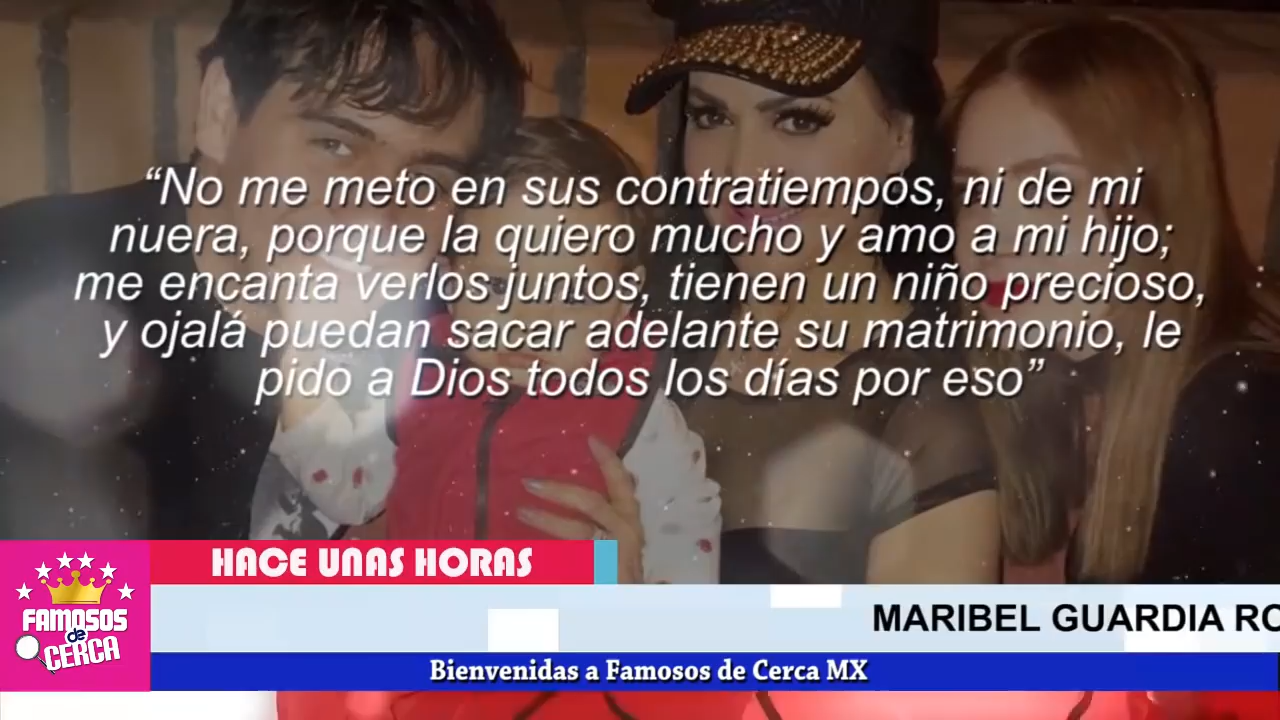 “No me meto en sus contratiempos, ni de mi
nuera, porque la quiero mucho y amo a mi hijo;
me encanta verlos juntos, tienen un niño precioso,
y ojalá puedan sacar adelante su matrimonio, le
pido a Dios todos los días por eso”
HACE UNAS HORAS
FAMOSOS
de
CERCA
MARIBEL GUARDIA RO
Bienvenidas a Famosos de Cerca MX